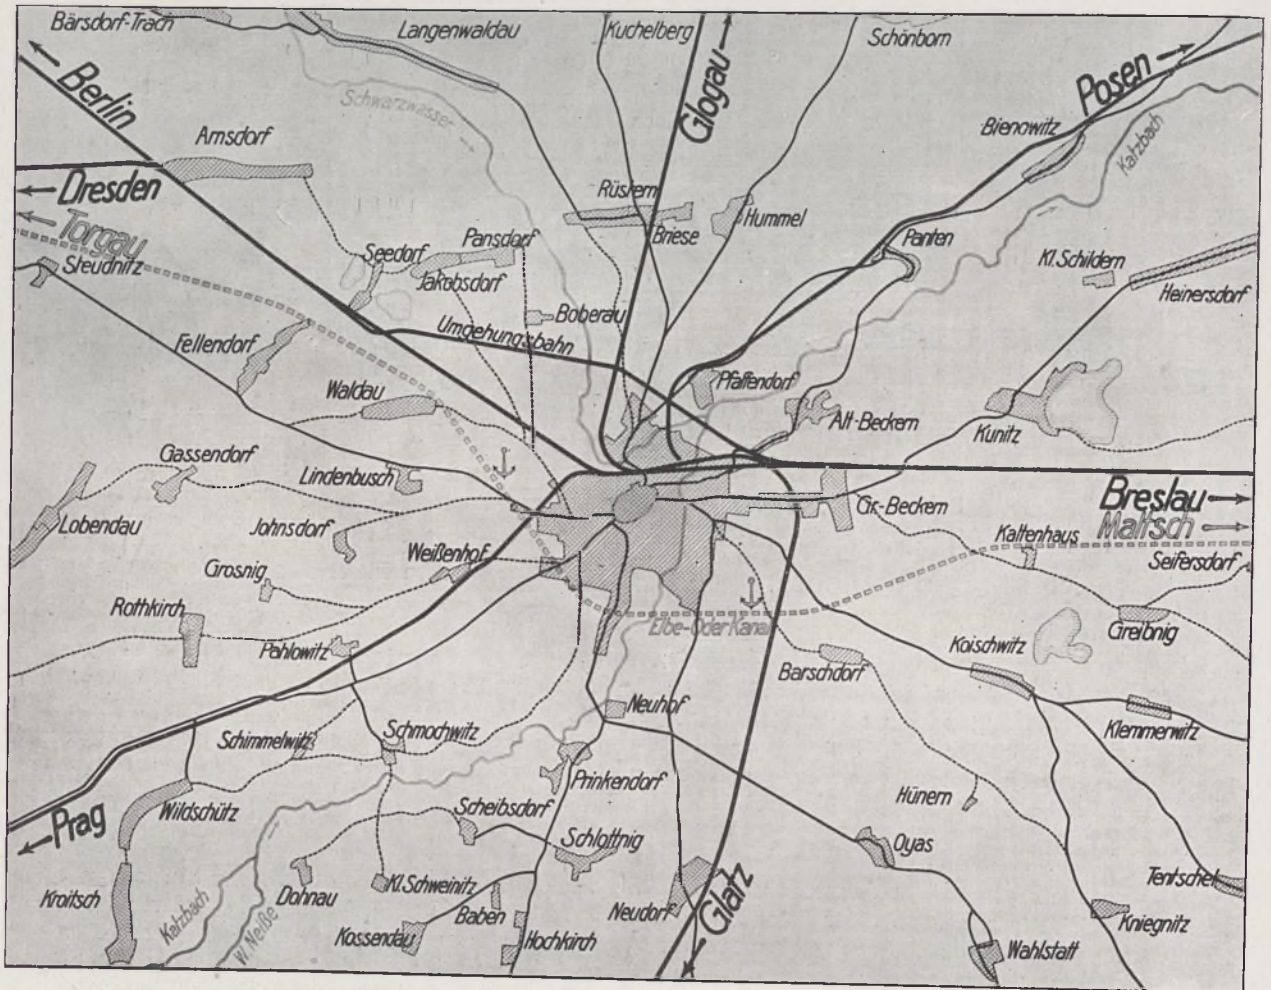 Bärsdorf-Trach
Langenwaldau
Kuchelberg
Schönborn
Glogau
Posen
Berlin
Schwarzwasser
Arnsdorf
Bienowitz
Katzbach
Dresden
Torgau
Rüstern
Briese
Hummel
Panten
Steudnitz
Seedorf
Pansdorf
Jakobsdorf
Kl.Schildern
Heinersdorf
Boberau
Umgehungsbahn
Fellendorf
Waldau
Pfaffendorf
Alt-Beckern
Kunitz
Gassendorf
Lindenbusch
Lobendau
Johnsdorf
Gr.-Beckern
Breslau
Maltsch
Kaltenhaus
Seifersdorf
Weißenhof
Grosnig
Rothkirch
Pahlowitz
Elbe-Oder Kanal
Greibnig
Koischwitz
Barschdorf
Neuhof
Klemmerwitz
Schimmelwitz
Schmochwitz
Prinkendorf
Hünern
Prag
Wildschütz
Scheibsdorf
Schlottnig
Oyas
Kroitsch
Dohnau
Kl.Schweinitz
Baben
Neudorf
Glatz
Tentschel
Kniegnitz
Katzbach
W. Neiße
Kossendau
Hochkirch
Wahlstatt